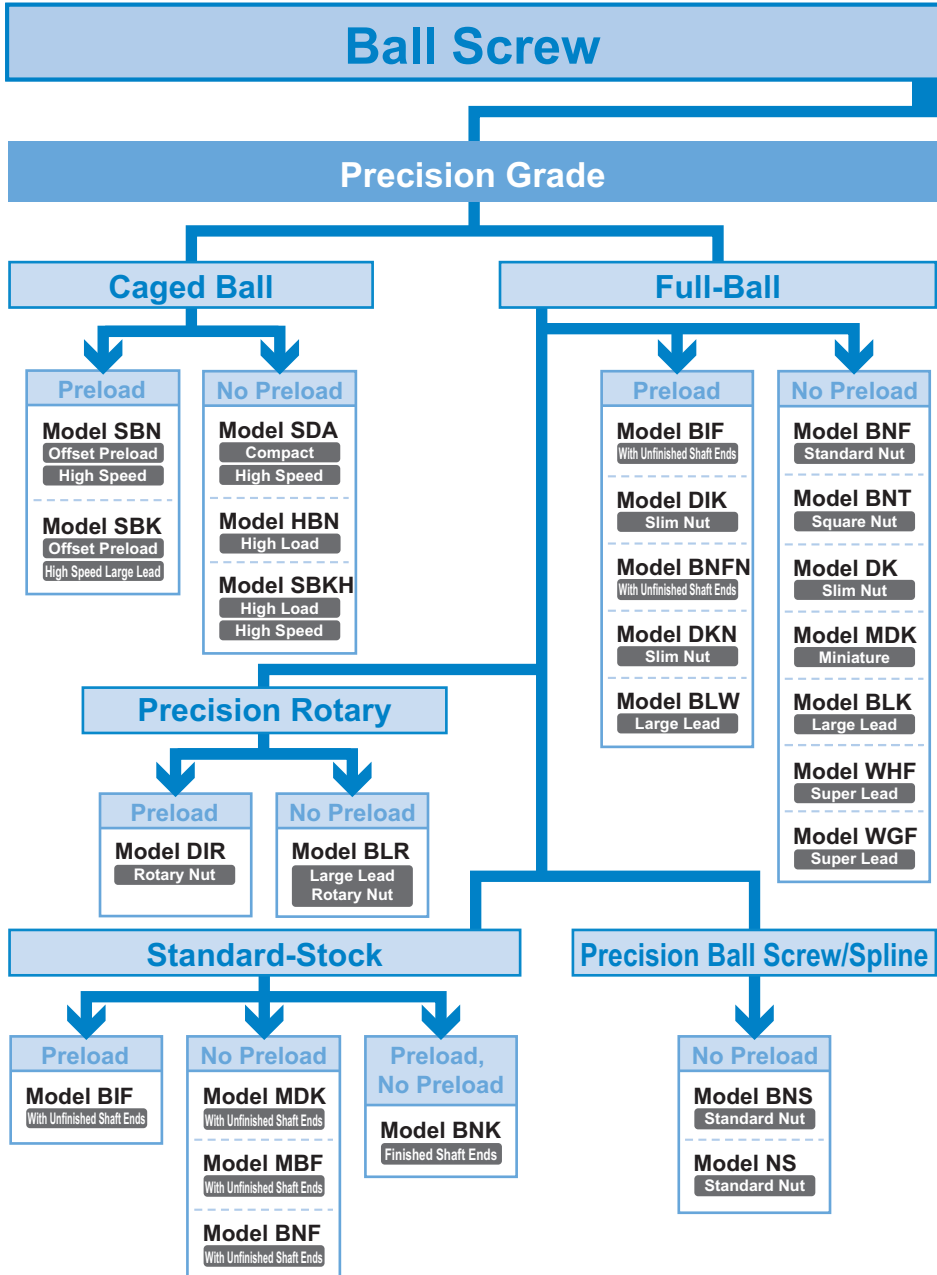 Ball Screw
Precision Grade
Caged Ball
Preload
Model SBN
Offset Preload
High Speed
Model SBK
Offset Preload
High Speed Large Lead
No Preload
Model SDA
Compact
High Speed
Model HBN
High Load
Model SBKH
High Load
High Speed
Full-Ball
Preload
Model BIF
With Unfinished Shaft Ends
Model DIK
Slim Nut
Model BNFN
With Unfinished Shaft Ends
Model DKN
Slim Nut
Model BLW
Large Lead
No Preload
Model BNF
Standard Nut
Model BNT
Square Nut
Model DK
Slim Nut
Model MDK
Miniature
Model BLK
Large Lead
Model WHF
Super Lead
Model WGF
Super Lead
Precision Rotary
Preload
Model DIR
Rotary Nut
No Preload
Model BLR
Large Lead
Rotary Nut
Standard-Stock
Preload
Model BIF
With Unfinished Shaft Ends
No Preload
Model MDK
With Unfinished Shaft Ends
Model MBF
With Unfinished Shaft Ends
Model BNF
With Unfinished Shaft Ends
Preload,
No Preload
Model BNK
Finished Shaft Ends
Precision Ball Screw/Spline
No Preload
Model BNS
Standard Nut
Model NS
Standard Nut